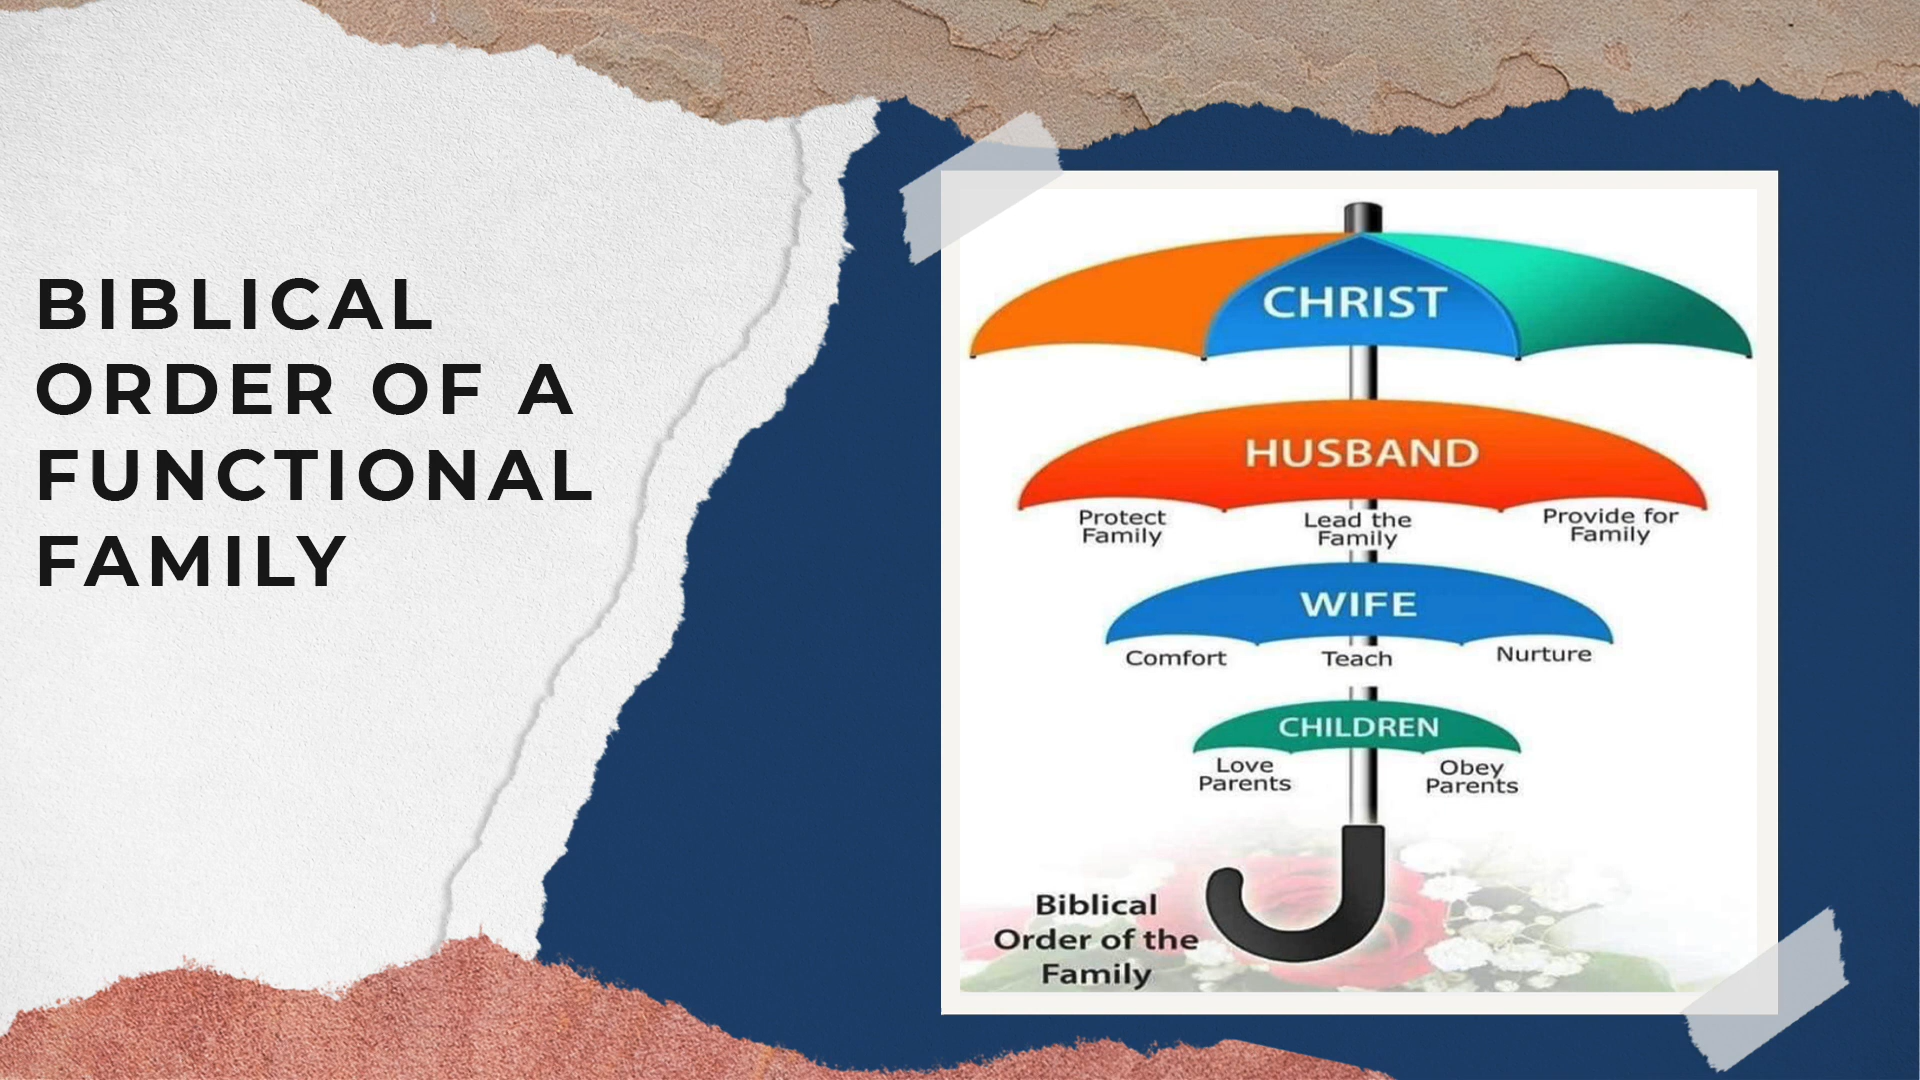 BIBLICAL
ORDER OF A
FUNCTIONAL
FAMILY
CHRIST
HUSBAND
Protect
Family
Lead the
Family
Provide for
Family
WIFE
Comfort
Teach
Nurture
CHILDREN
Love
Parents
Obey
Parents
Biblical
Order of the
Family